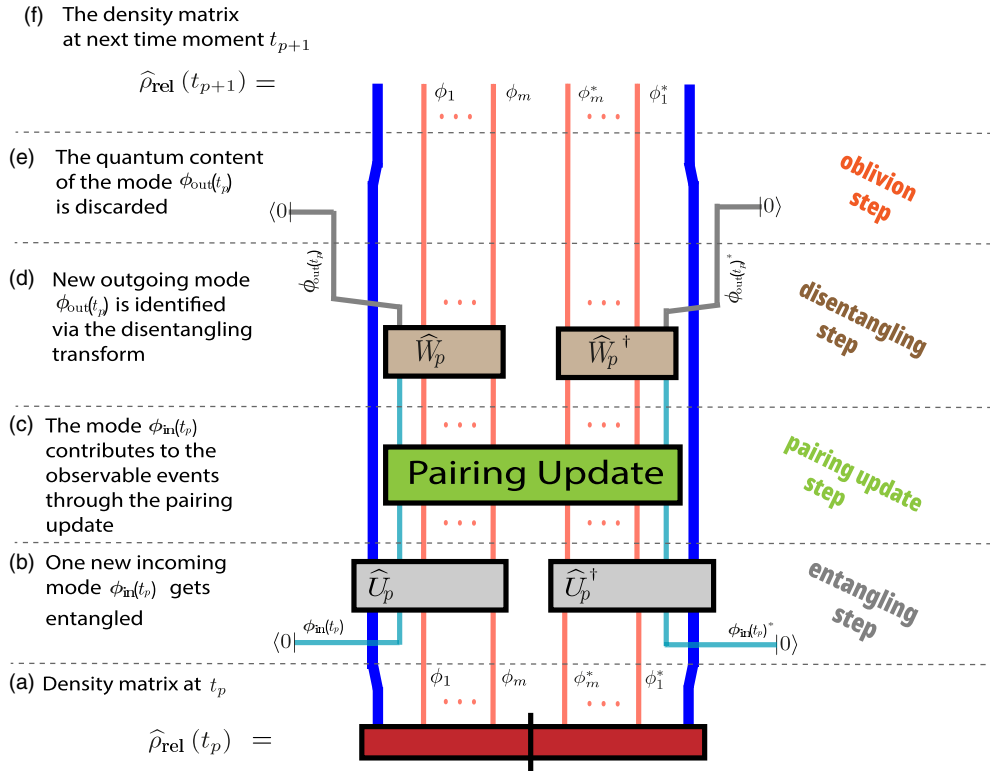 (f) The density matrix
at next time moment t_{p+1}
ρ̂_rel (t_{p+1}) =
ϕ_1
ϕ_m
ϕ_m^*
ϕ_1^*
(e) The quantum content
of the mode ϕ_out(t_p)
is discarded
⟨0|
|0⟩
oblivion
step
(d) New outgoing mode
ϕ_out(t_p) is identified
via the disentangling
transform
ϕ_out(t_p)
ϕ_out(t_p)^*
Ŵ_p
Ŵ_p^†
disentangling
step
(c) The mode ϕ_in(t_p)
contributes to the
observable events
through the pairing
update
Pairing Update
pairing update
step
(b) One new incoming
mode ϕ_in(t_p) gets
entangled
Û_p
Û_p^†
⟨0|
ϕ_in(t_p)
ϕ_in(t_p)^*
|0⟩
entangling
step
(a) Density matrix at t_p
ϕ_1
ϕ_m
ϕ_m^*
ϕ_1^*
ρ̂_rel (t_p) =